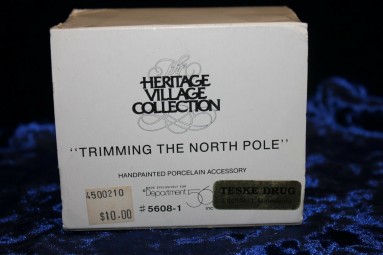 The
HERITAGE
VILLAGE
COLLECTION
"TRIMMING THE NORTH POLE"
HANDPAINTED PORCELAIN ACCESSORY
Department 56
# 5608-1
4500210
$10.00
TESKE DRUG